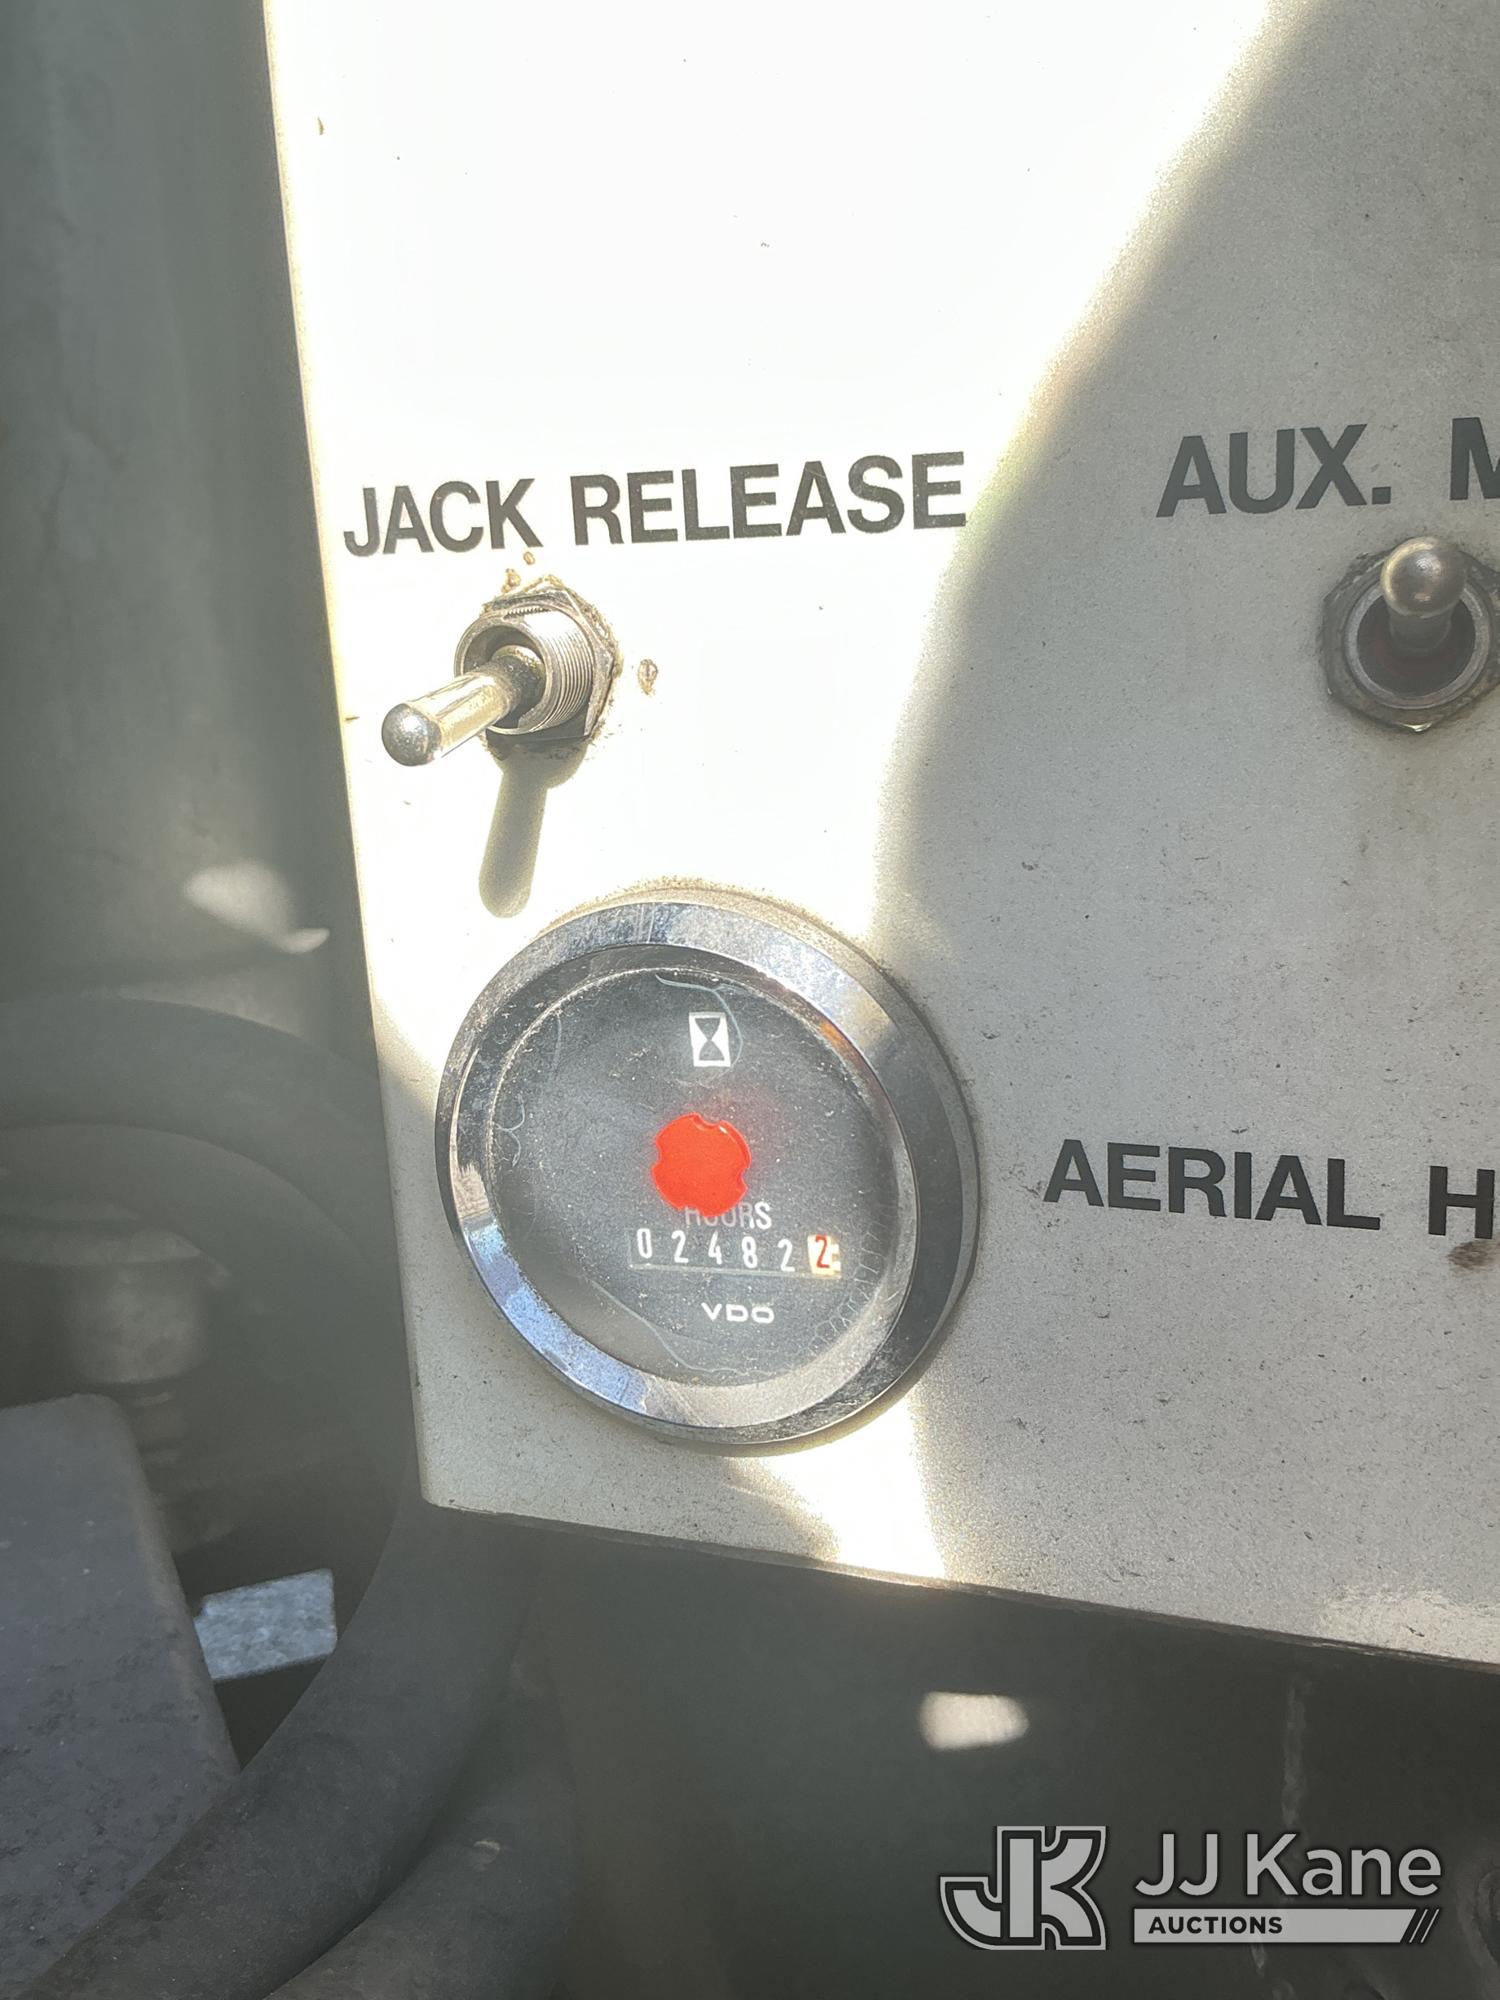 JACK RELEASE
AUX. M
AERIAL H
HOURS
024822
VDO
JJ Kane
AUCTIONS